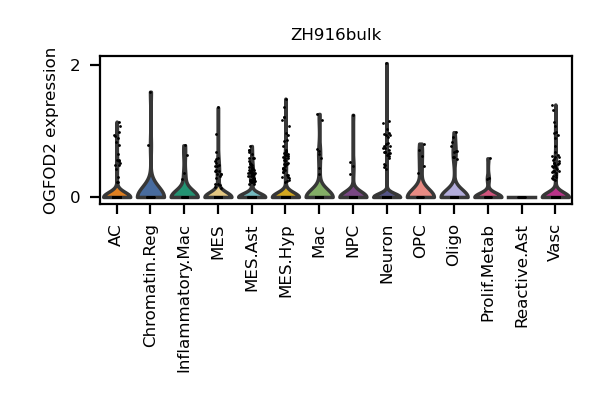 ZH916bulk
OGFOD2 expression
2
0
AC
Chromatin.Reg
Inflammatory.Mac
MES
MES.Ast
MES.Hyp
Mac
NPC
Neuron
OPC
Oligo
Prolif.Metab
Reactive.Ast
Vasc